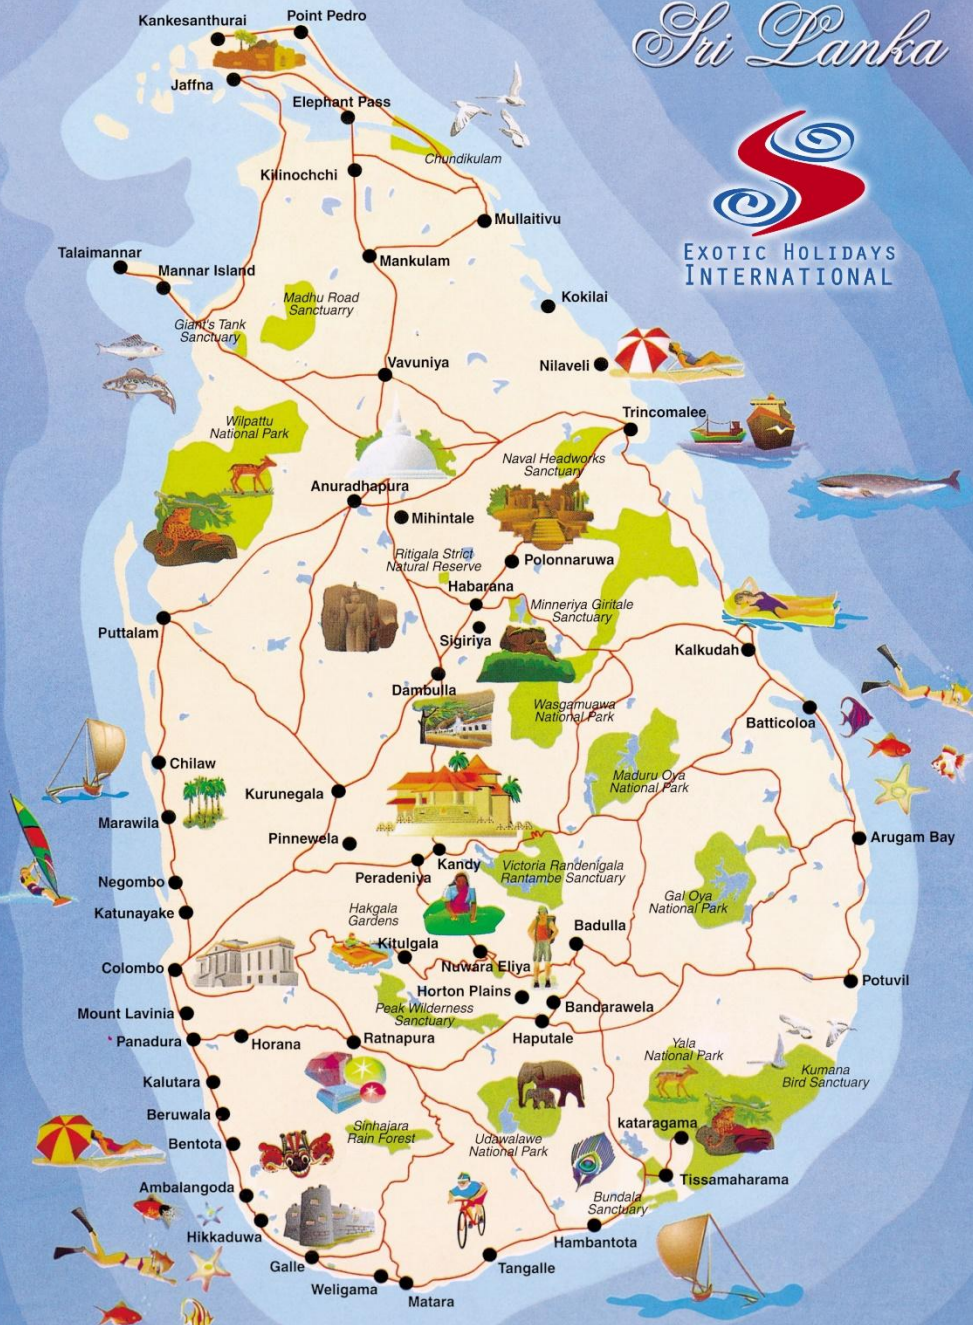 Sri Lanka
EXOTIC HOLIDAYS
INTERNATIONAL
Kankesanthurai
Point Pedro
Jaffna
Elephant Pass
Chundikulam
Kilinochchi
Mullaitivu
Talaimannar
Mankulam
Mannar Island
Kokilai
Madhu Road
Sanctuarry
Giant's Tank
Sanctuary
Vavuniya
Nilaveli
Trincomalee
Wilpattu
National Park
Naval Headworks
Sanctuary
Anuradhapura
Mihintale
Ritigala Strict
Natural Reserve
Polonnaruwa
Habarana
Minneriya Giritale
Sanctuary
Puttalam
Sigiriya
Kalkudah
Dambulla
Wasgamuawa
National Park
Batticoloa
Chilaw
Maduru Oya
National Park
Kurunegala
Marawila
Pinnewela
Arugam Bay
Kandy
Peradeniya
Victoria Randenigala
Rantambe Sanctuary
Negombo
Gal Oya
National Park
Katunayake
Hakgala
Gardens
Badulla
Kitulgala
Colombo
Nuwara Eliya
Potuvil
Horton Plains
Mount Lavinia
Peak Wilderness
Sanctuary
Bandarawela
Panadura
Horana
Ratnapura
Haputale
Yala
National Park
Kalutara
Kumana
Bird Sanctuary
Beruwala
Sinhajara
Rain Forest
kataragama
Bentota
Udawalawe
National Park
Tissamaharama
Ambalangoda
Bundala
Sanctuary
Hikkaduwa
Hambantota
Galle
Tangalle
Weligama
Matara